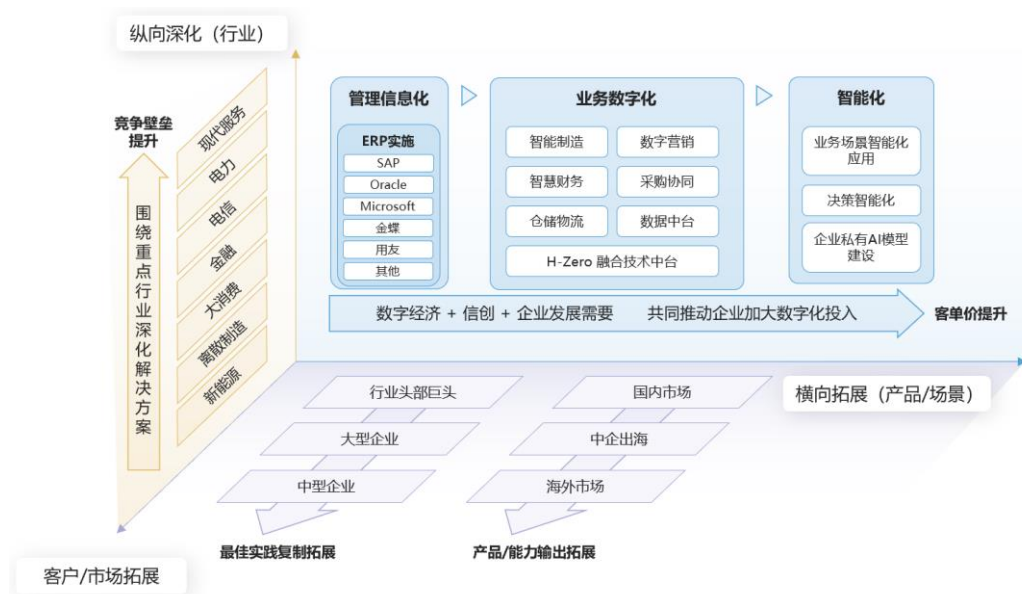 纵向深化（行业）
竞争壁垒
提升
围绕重点行业深化解决方案
现代服务
电力
电信
金融
大消费
离散制造
新能源
管理信息化
ERP实施
SAP
Oracle
Microsoft
金蝶
用友
其他
业务数字化
智能制造
数字营销
智慧财务
采购协同
仓储物流
数据中台
H-Zero 融合技术中台
智能化
业务场景智能化
应用
决策智能化
企业私有AI模型
建设
数字经济 + 信创 + 企业发展需要 共同推动企业加大数字化投入
客单价提升
横向拓展（产品/场景）
行业头部巨头
大型企业
中型企业
最佳实践复制拓展
国内市场
中企出海
海外市场
产品/能力输出拓展
客户/市场拓展